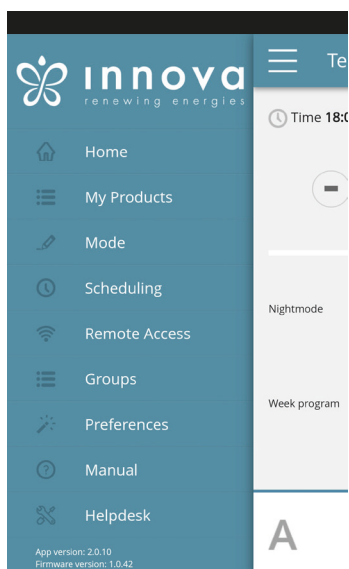 innova
renewing energies
Home
My Products
Mode
Scheduling
Remote Access
Groups
Preferences
Manual
Helpdesk
App version: 2.0.10
Firmware version: 1.0.42
Te
Time 18:0
-
Nightmode
Week program
A